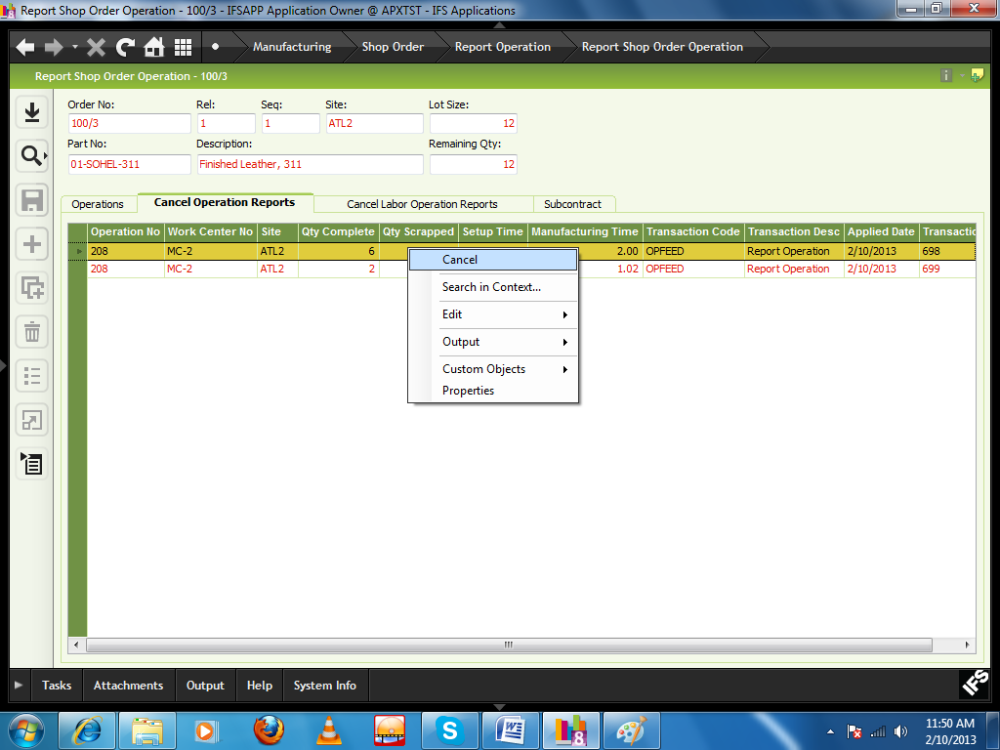 Report Shop Order Operation - 100/3 - IFSAPP Application Owner @ APXTST - IFS Applications
Manufacturing Shop Order Report Operation Report Shop Order Operation
Report Shop Order Operation - 100/3
Order No: Rel: Seq: Site: Lot Size:
100/3 1 1 ATL2 12
Part No: Description: Remaining Qty:
01-SOHEL-311 Finished Leather, 311 12
Operations Cancel Operation Reports Cancel Labor Operation Reports Subcontract
Operation No Work Center No Site Qty Complete Qty Scrapped Setup Time Manufacturing Time Transaction Code Transaction Desc Applied Date Transactio
208 MC-2 ATL2 6 2.00 OPFEED Report Operation 2/10/2013 698
208 MC-2 ATL2 2 1.02 OPFEED Report Operation 2/10/2013 699
Cancel
Search in Context...
Edit
Output
Custom Objects
Properties
Tasks Attachments Output Help System Info
IFS
11:50 AM
2/10/2013